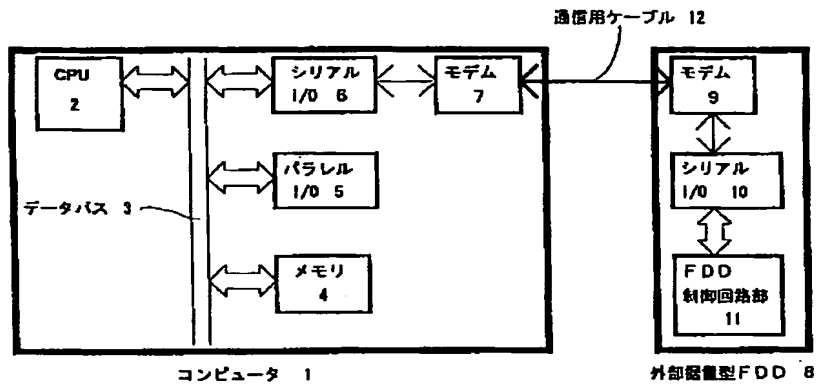 通信用ケーブル 12
CPU
2
シリアル
I/O 6
モデム
7
モデム
9
パラレル
I/O 5
シリアル
I/O 10
データバス 3
メモリ
4
FDD
制御回路部
11
コンピュータ 1
外部据置型FDD 8